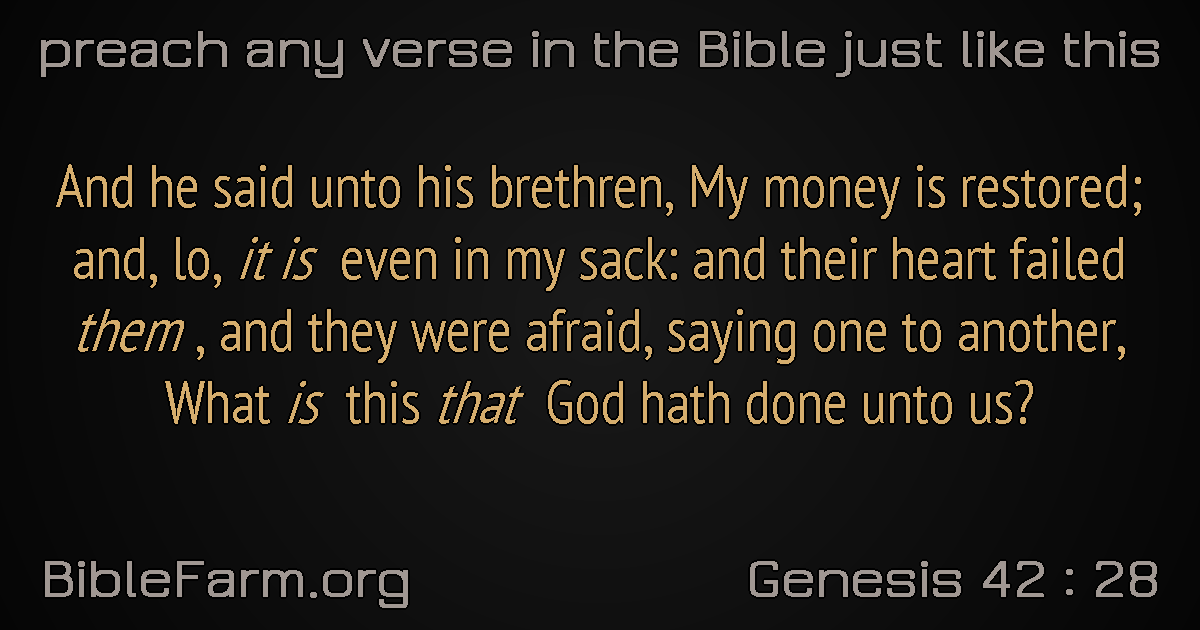 preach any verse in the Bible just like this
And he said unto his brethren, My money is restored;
and, lo, it is even in my sack: and their heart failed
them , and they were afraid, saying one to another,
What is this that God hath done unto us?
BibleFarm.org
Genesis 42 : 28